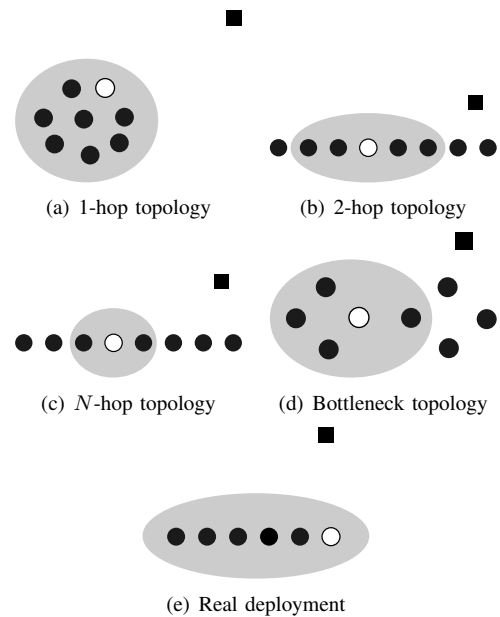 (a) 1-hop topology
(b) 2-hop topology
(c) N-hop topology
(d) Bottleneck topology
(e) Real deployment